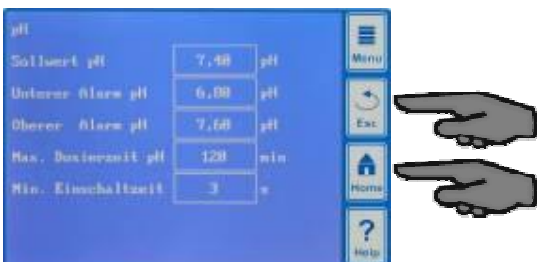 pH
Sollwert pH 7,40 pH
Unterer Alarm pH 6,80 pH
Oberer Alarm pH 7,60 pH
Max. Dosierzeit pH 120 min
Min. Einschaltzeit 3 s
Menu
Esc
Home
Help